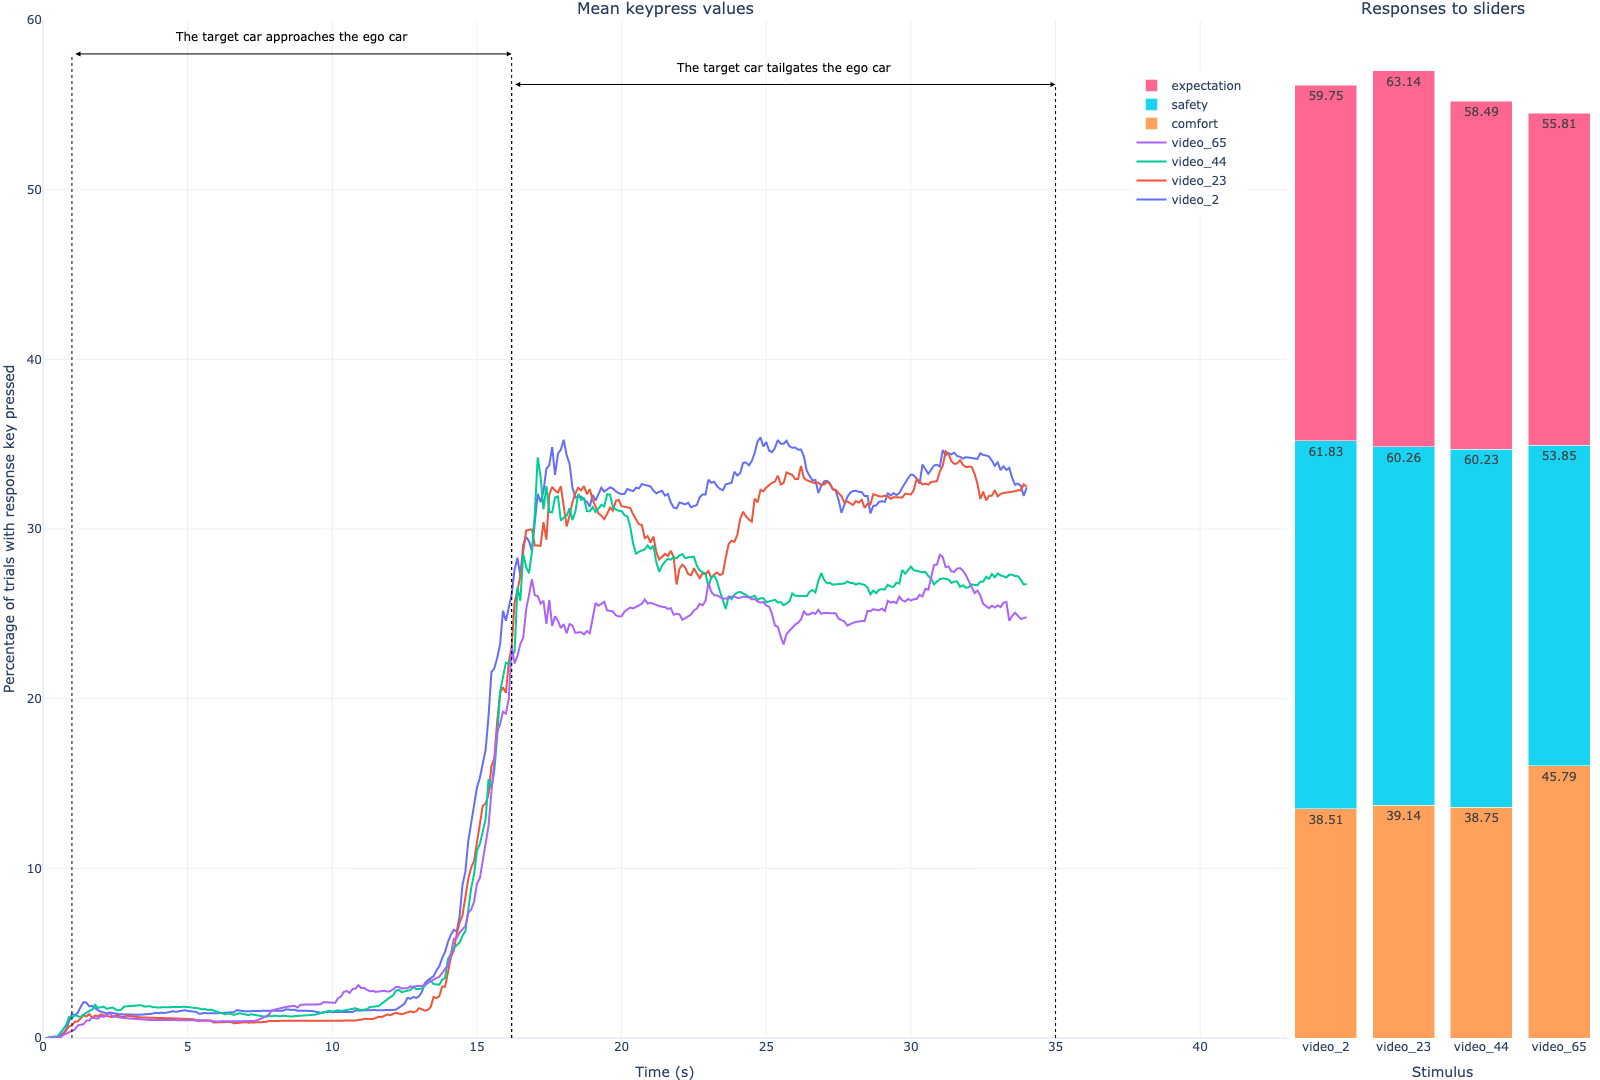 Mean keypress values
Responses to sliders
60
50
40
30
20
10
0
Percentage of trials with response key pressed
The target car approaches the ego car
The target car tailgates the ego car
expectation
safety
comfort
video_65
video_44
video_23
video_2
0 5 10 15 20 25 30 35 40
Time (s)
59.75 63.14 58.49 55.81
61.83 60.26 60.23 53.85
38.51 39.14 38.75 45.79
video_2 video_23 video_44 video_65
Stimulus